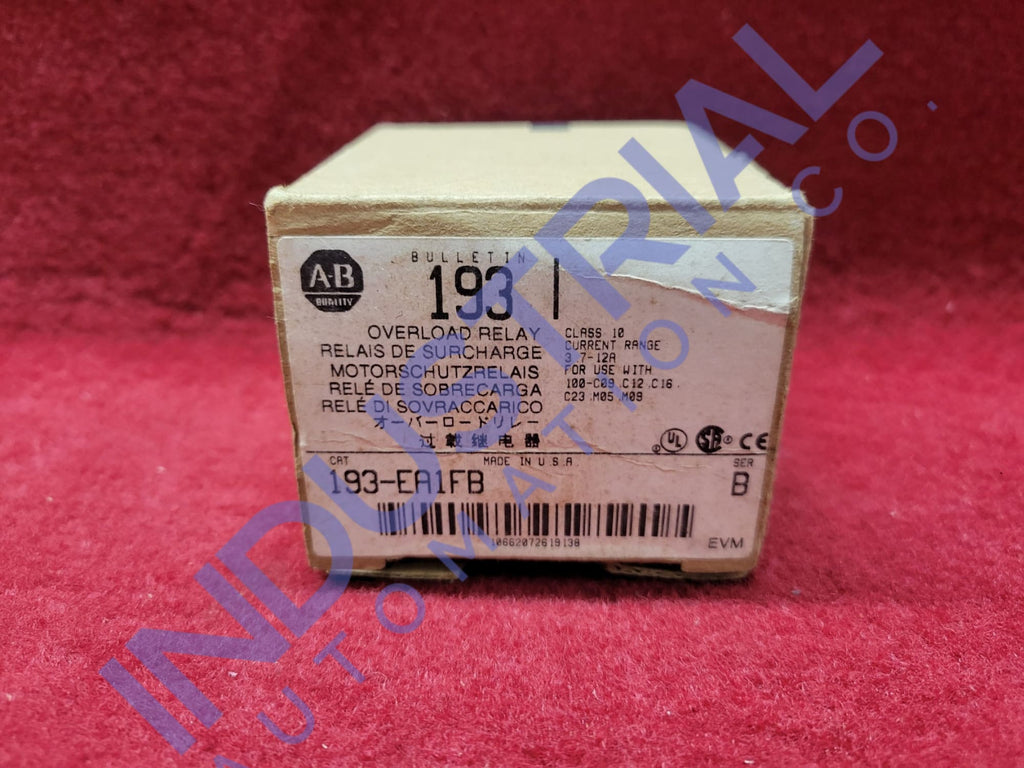 A-B
QUALITY
BULLETIN
193
OVERLOAD RELAY
RELAIS DE SURCHARGE
MOTORSCHUTZRELAIS
RELÉ DE SOBRECARGA
RELÉ DI SOVRACCARICO
オーバーロードリレー
过载继电器
CLASS 10
CURRENT RANGE
3.7-12A
FOR USE WITH
100-C09,C12,C16,
C23,M05,M09
UL
SA
CE
CAT
MADE IN U.S.A.
SER
193-EA1FB
B
10662072619138
EVM
INDUSTRIAL
AUTOMATION CO.